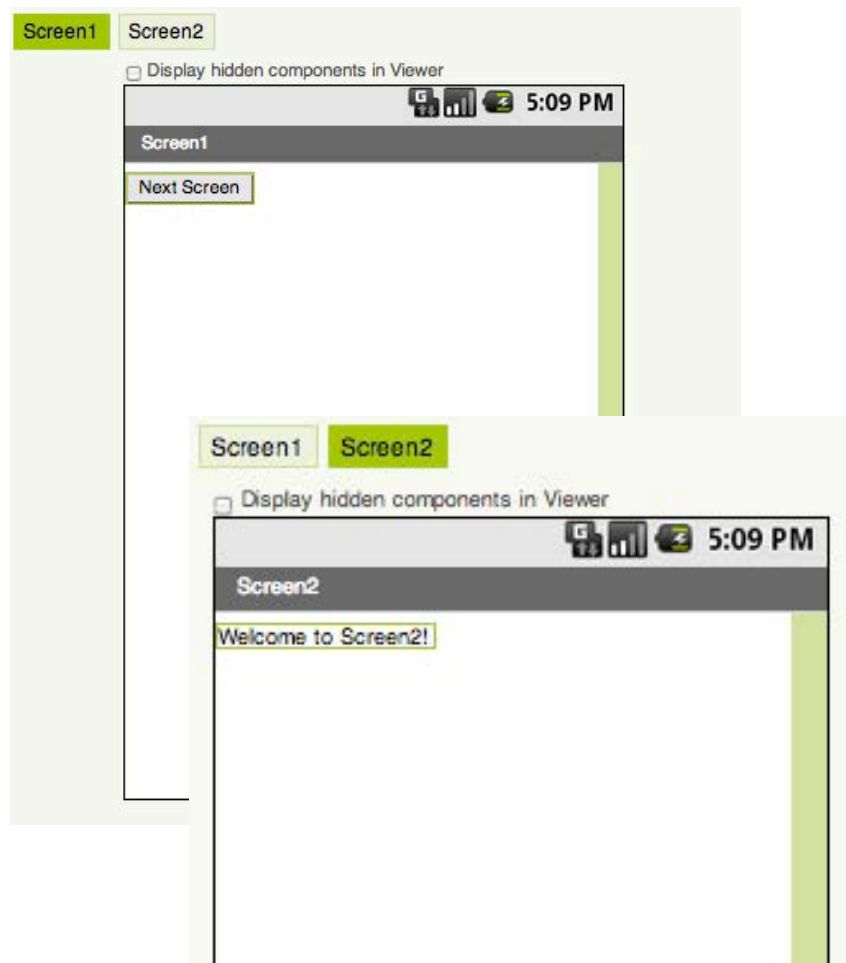 Screen1 Screen2
Display hidden components in Viewer
5:09 PM
Screen1
Next Screen
Screen1 Screen2
Display hidden components in Viewer
5:09 PM
Screen2
Welcome to Screen2!